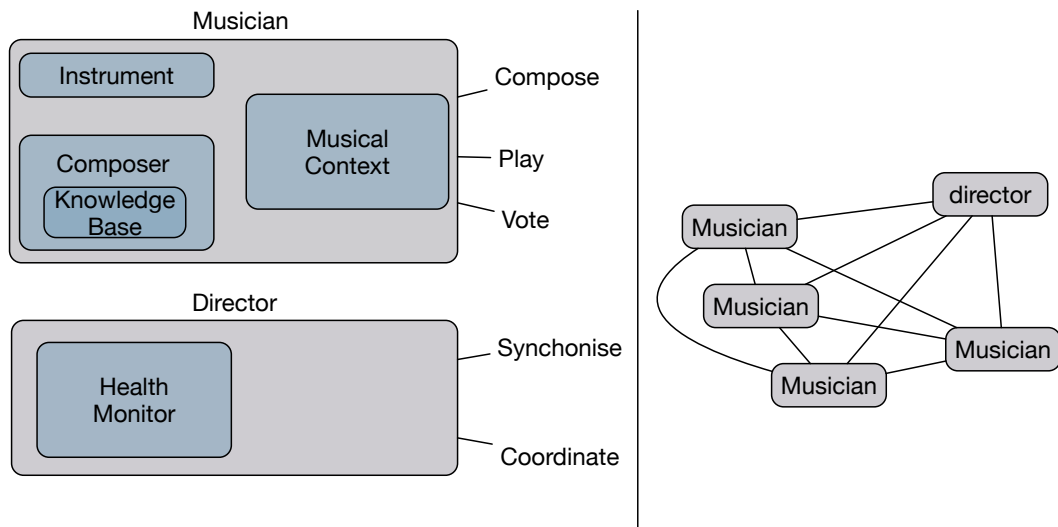 Musician
Instrument
Composer
Knowledge
Base
Musical
Context
Compose
Play
Vote
Director
Health
Monitor
Synchonise
Coordinate
director
Musician
Musician
Musician
Musician